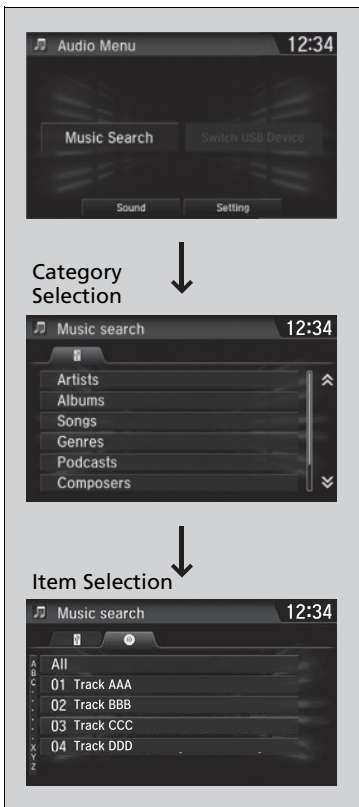 Audio Menu 12:34
Music Search Switch USB Device
Sound Setting
Category
Selection
Music search 12:34
Artists
Albums
Songs
Genres
Podcasts
Composers
Item Selection
Music search 12:34
A
B
C
All
01 Track AAA
02 Track BBB
03 Track CCC
04 Track DDD
X
Y
Z